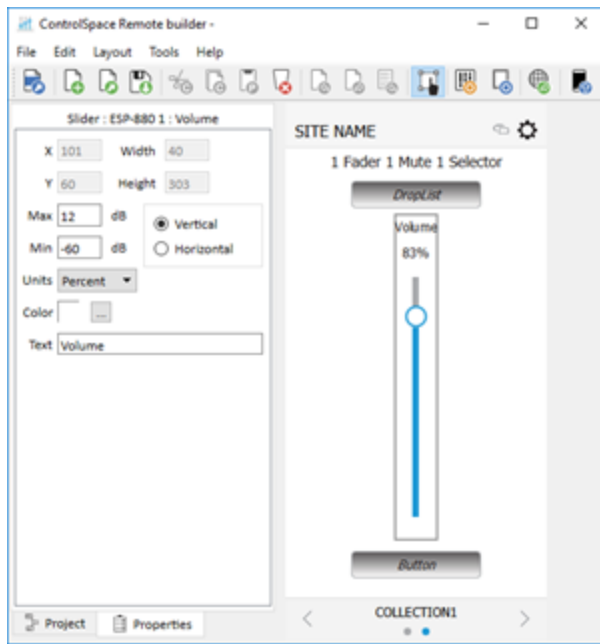 ControlSpace Remote builder -
File Edit Layout Tools Help
Slider : ESP-880 1 : Volume
X 101 Width 40
Y 60 Height 303
Max 12 dB
Vertical
Min -60 dB
Horizontal
Units Percent
Color ...
Text Volume
Project Properties
SITE NAME
1 Fader 1 Mute 1 Selector
DropList
Volume
83%
Button
COLLECTION1